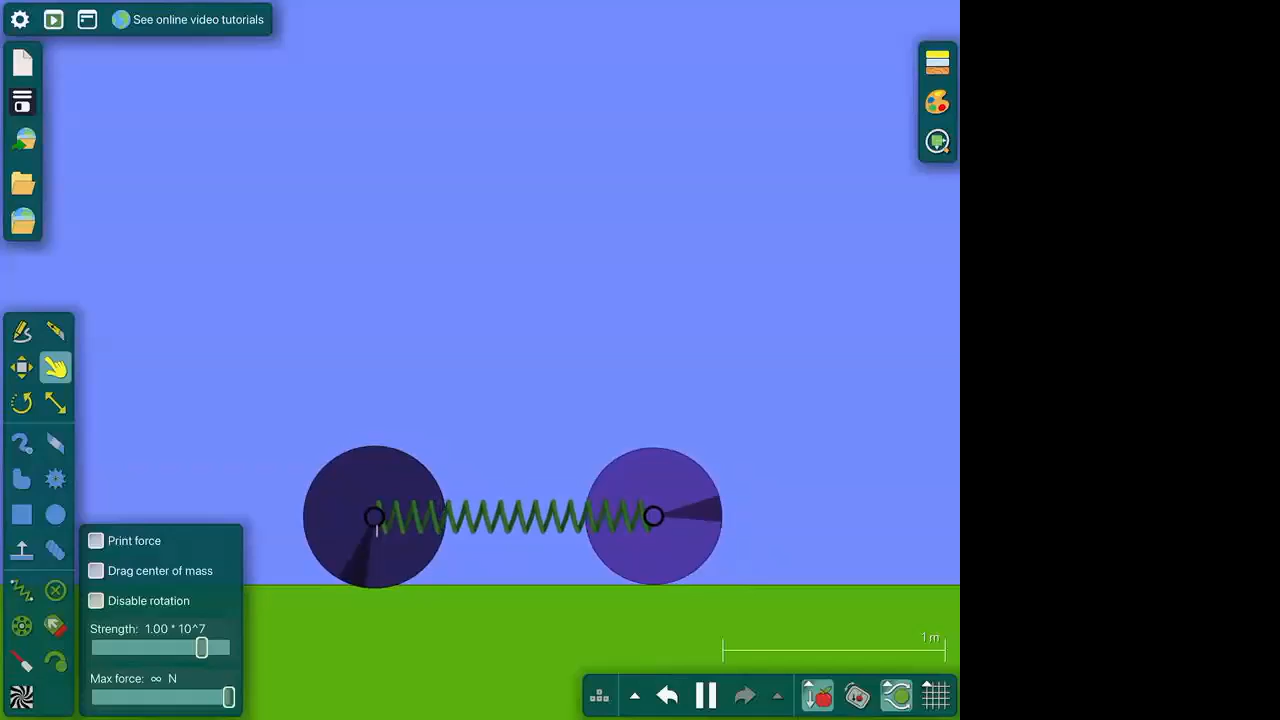 See online video tutorials
Print force
Drag center of mass
Disable rotation
Strength: 1.00 * 10^7
Max force: ∞ N
1 m